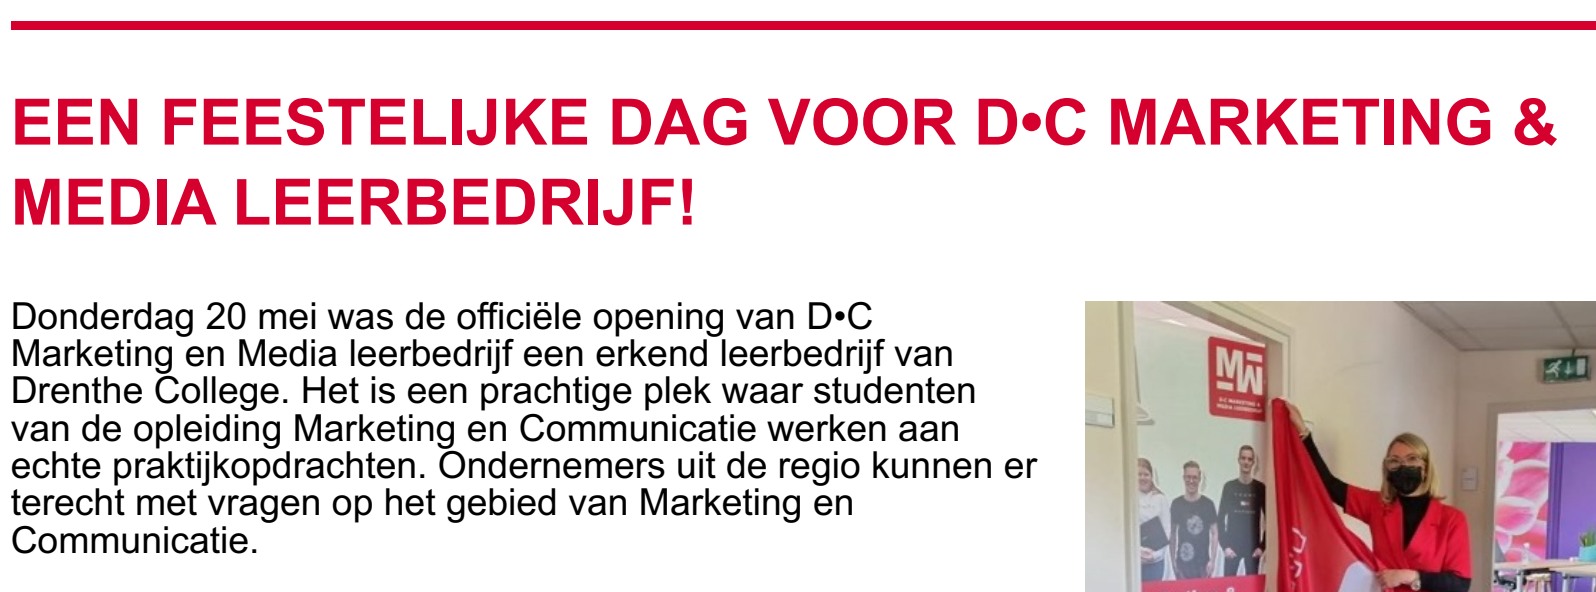 EEN FEESTELIJKE DAG VOOR D•C MARKETING &
MEDIA LEERBEDRIJF!
Donderdag 20 mei was de officiële opening van D•C
Marketing en Media leerbedrijf een erkend leerbedrijf van
Drenthe College. Het is een prachtige plek waar studenten
van de opleiding Marketing en Communicatie werken aan
echte praktijkopdrachten. Ondernemers uit de regio kunnen er
terecht met vragen op het gebied van Marketing en
Communicatie.
D•C MARKETING &
MEDIA LEERBEDRIJF